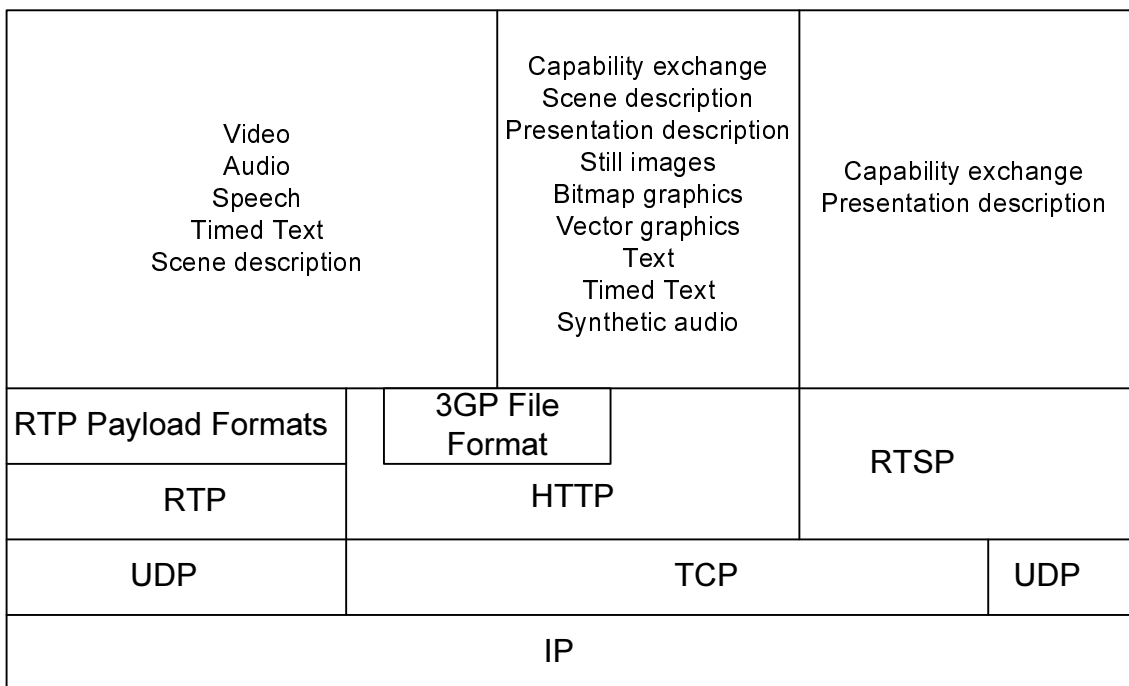 Video
Audio
Speech
Timed Text
Scene description
Capability exchange
Scene description
Presentation description
Still images
Bitmap graphics
Vector graphics
Text
Timed Text
Synthetic audio
Capability exchange
Presentation description
RTP Payload Formats
3GP File
Format
RTSP
RTP
HTTP
UDP
TCP
UDP
IP